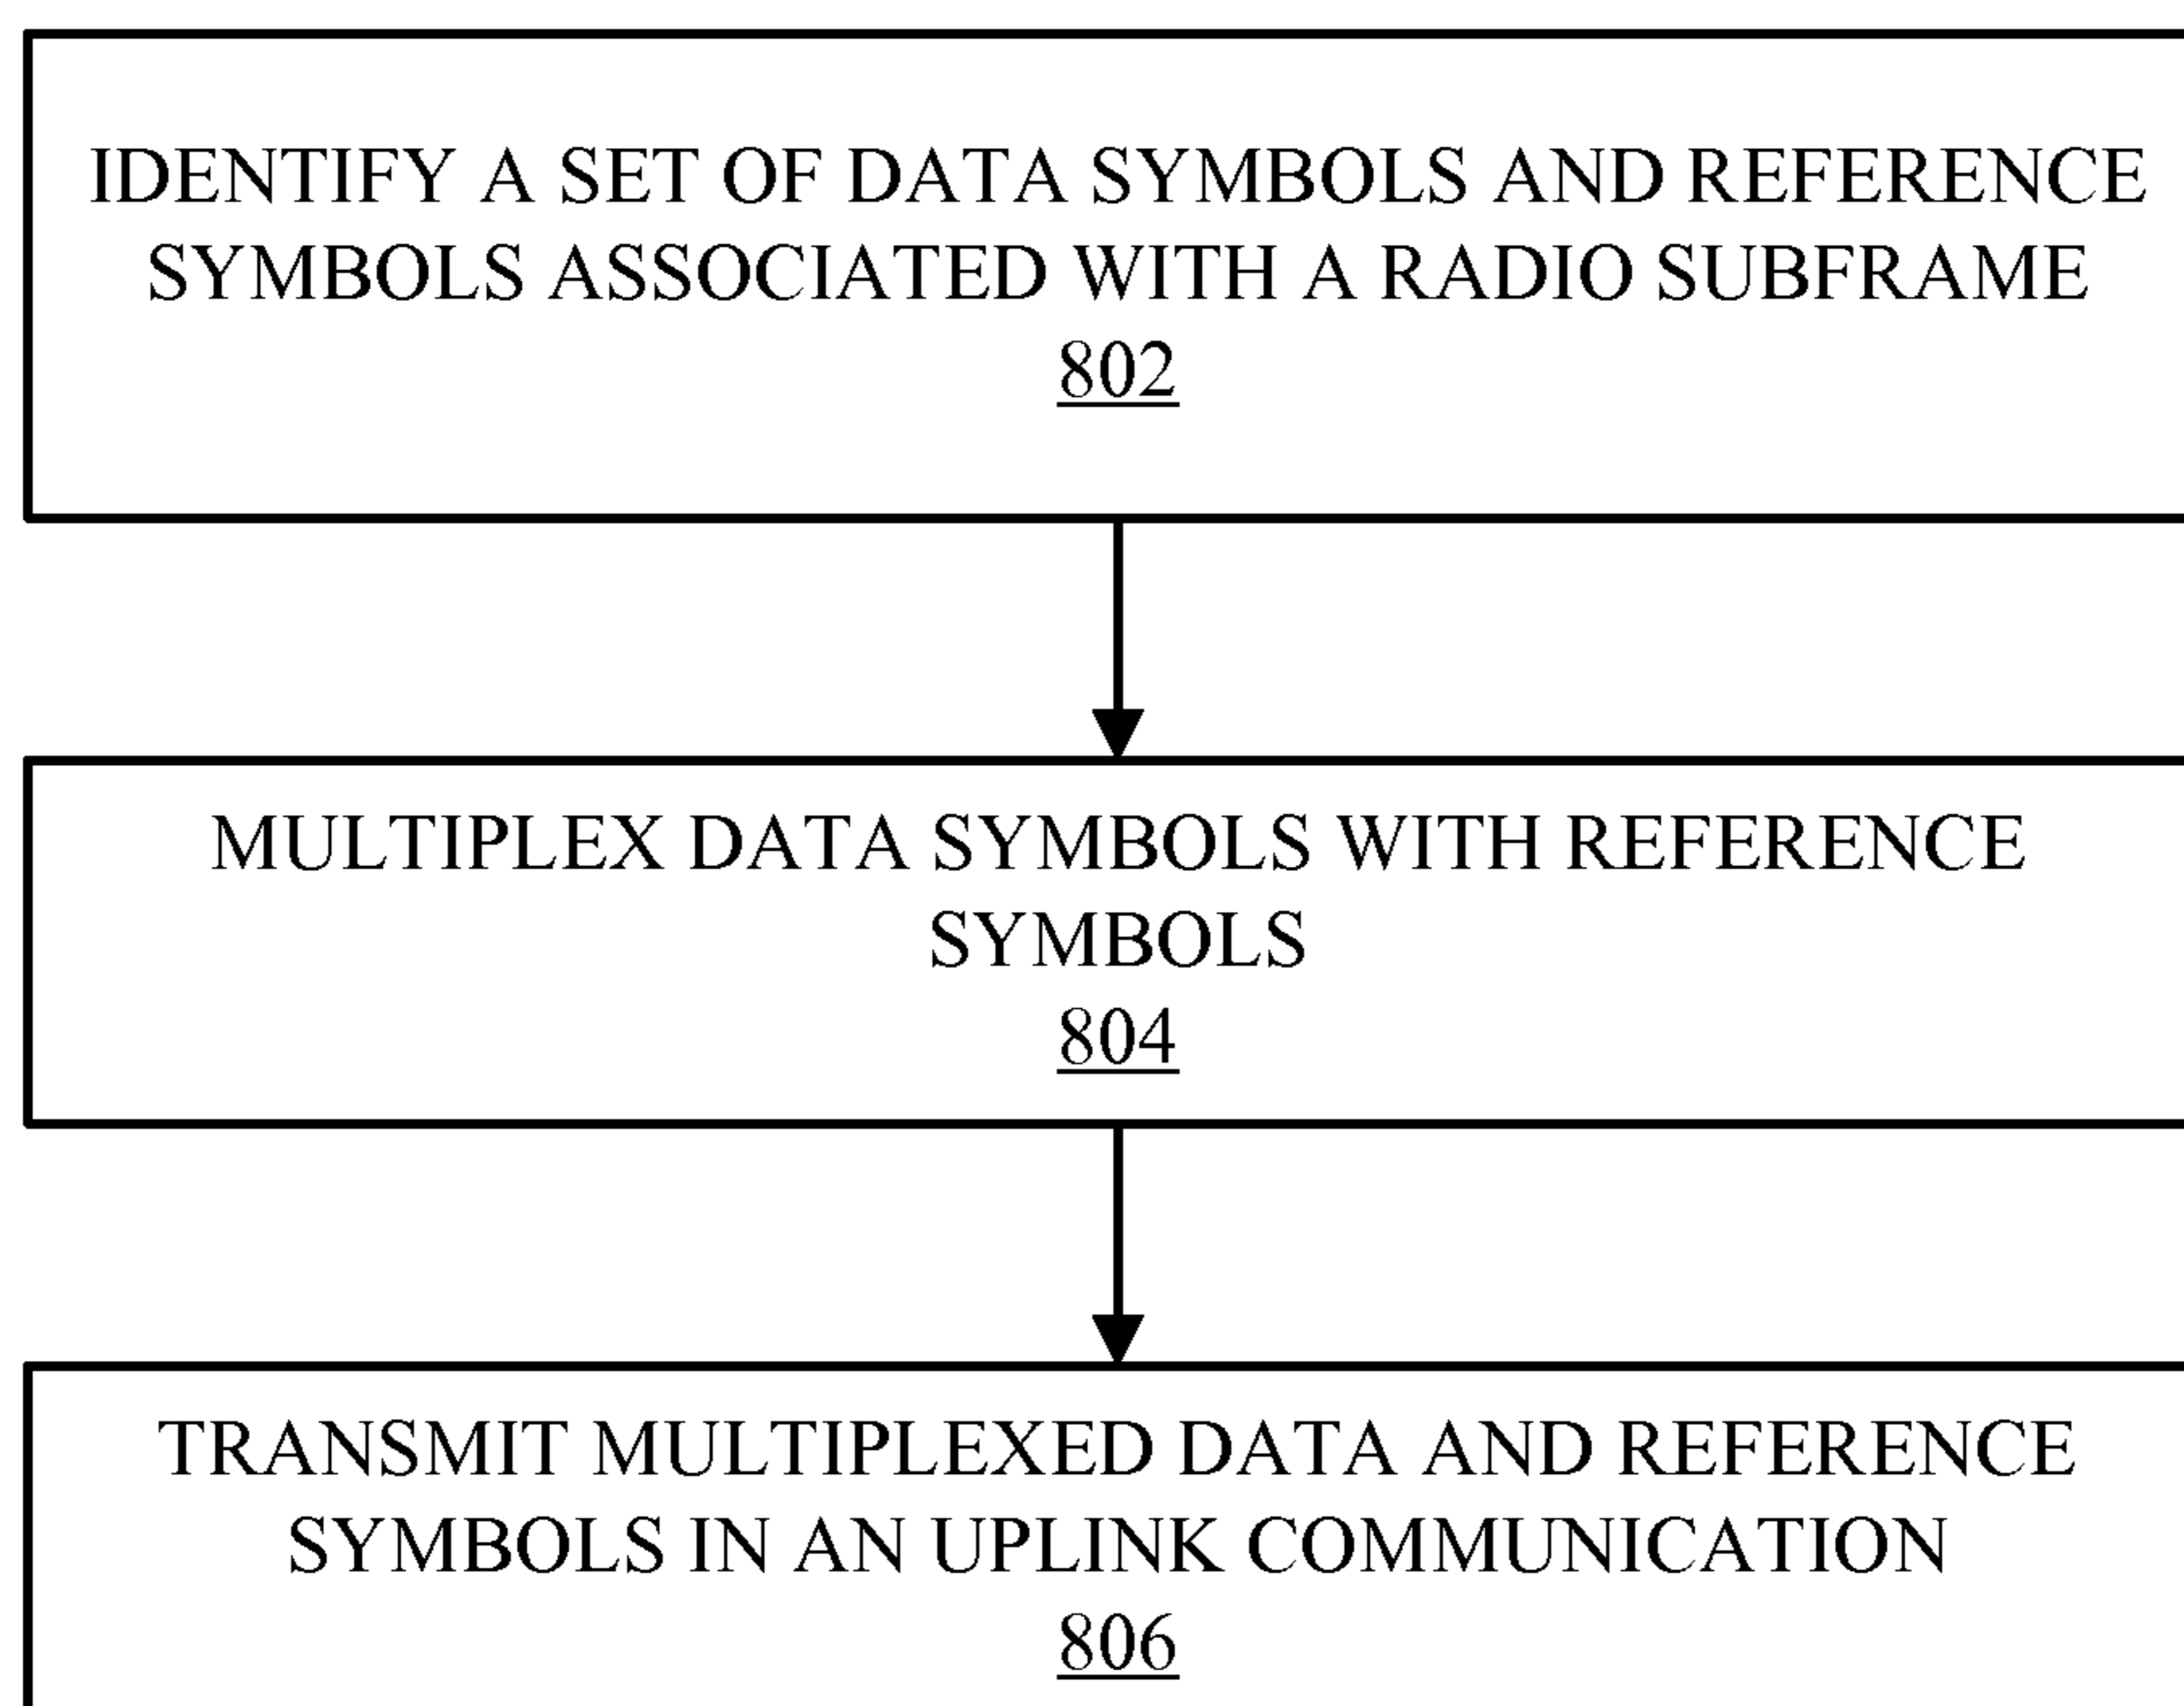 IDENTIFY A SET OF DATA SYMBOLS AND REFERENCE
SYMBOLS ASSOCIATED WITH A RADIO SUBFRAME
802
MULTIPLEX DATA SYMBOLS WITH REFERENCE
SYMBOLS
804
TRANSMIT MULTIPLEXED DATA AND REFERENCE
SYMBOLS IN AN UPLINK COMMUNICATION
806